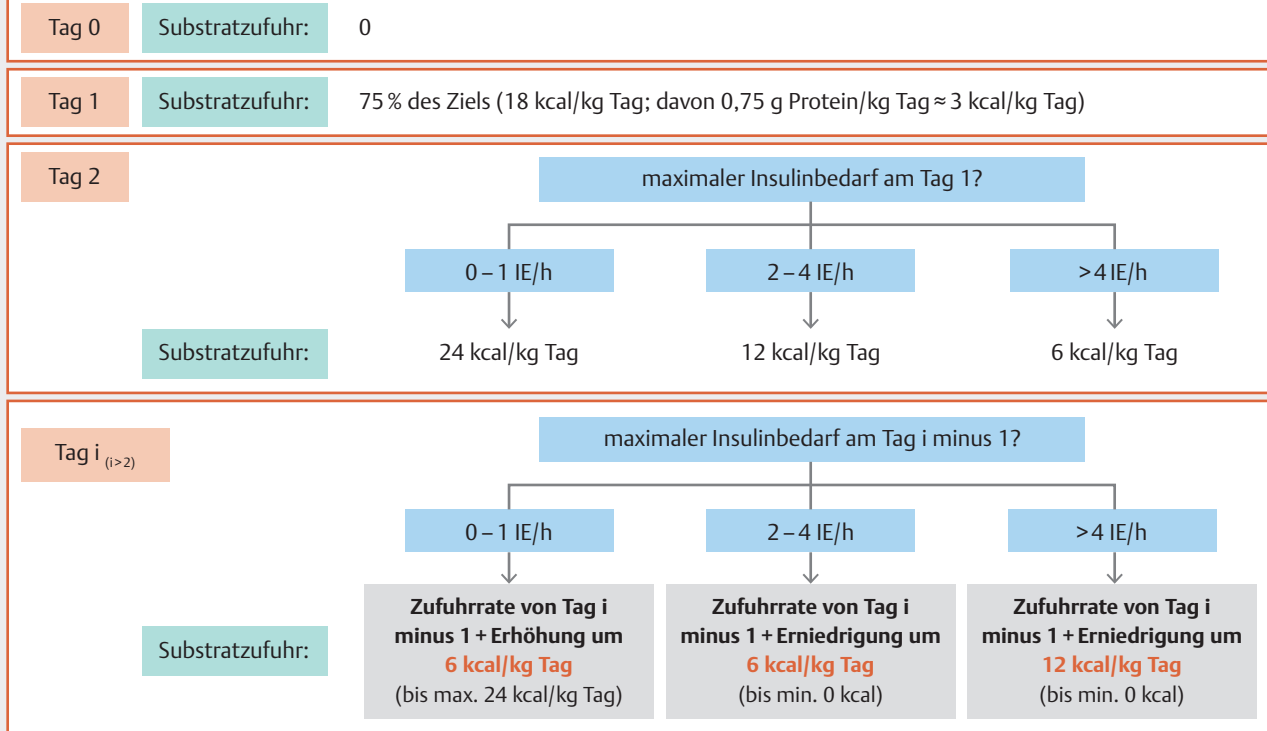 Tag 0 Substratzufuhr: 0
Tag 1 Substratzufuhr: 75 % des Ziels (18 kcal/kg Tag; davon 0,75 g Protein/kg Tag ≈ 3 kcal/kg Tag)
Tag 2 maximaler Insulinbedarf am Tag 1?
0 – 1 IE/h 2 – 4 IE/h > 4 IE/h
Substratzufuhr: 24 kcal/kg Tag 12 kcal/kg Tag 6 kcal/kg Tag
Tag i (i > 2) maximaler Insulinbedarf am Tag i minus 1?
0 – 1 IE/h 2 – 4 IE/h > 4 IE/h
Substratzufuhr:
Zufuhrrate von Tag i
minus 1 + Erhöhung um
6 kcal/kg Tag
(bis max. 24 kcal/kg Tag)
Zufuhrrate von Tag i
minus 1 + Erniedrigung um
6 kcal/kg Tag
(bis min. 0 kcal)
Zufuhrrate von Tag i
minus 1 + Erniedrigung um
12 kcal/kg Tag
(bis min. 0 kcal)